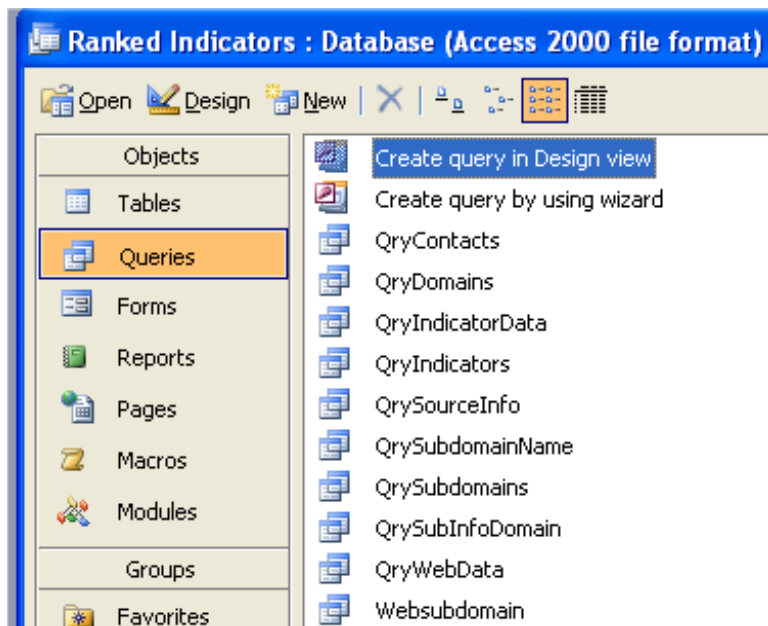 Ranked Indicators : Database (Access 2000 file format)
Open Design New
Objects
Tables
Queries
Forms
Reports
Pages
Macros
Modules
Groups
Favorites
Create query in Design view
Create query by using wizard
QryContacts
QryDomains
QryIndicatorData
QryIndicators
QrySourceInfo
QrySubdomainName
QrySubdomains
QrySubInfoDomain
QryWebData
Websubdomain